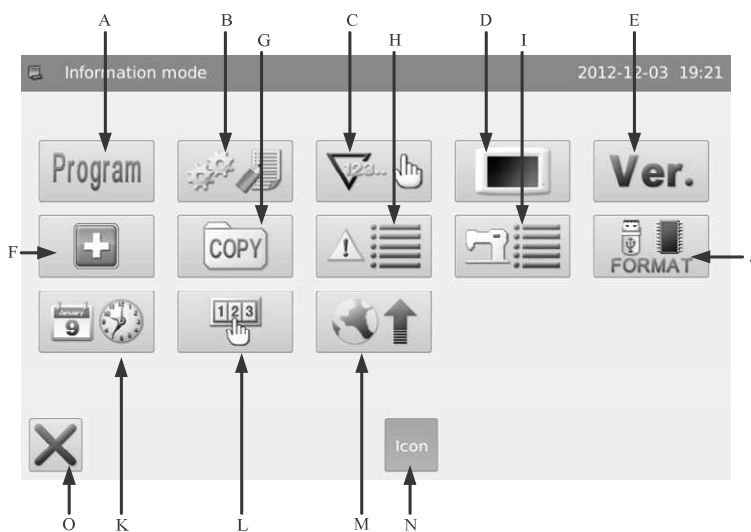 A B C D E
G H I
Information mode 2012-12-03 19:21
Program 123.. Ver.
F COPY FORMAT
January
9 123
Icon
O K L M N